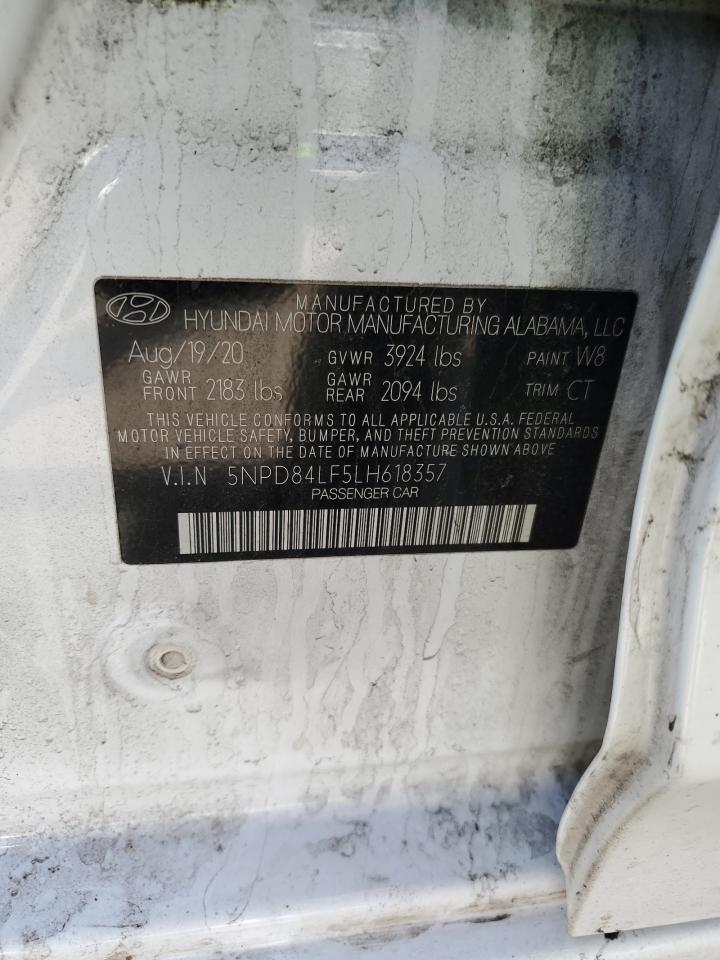 MANUFACTURED BY
HYUNDAI MOTOR MANUFACTURING ALABAMA, LLC
Aug/19/20 GVWR 3924 lbs PAINT W8
GAWR FRONT 2183 lbs GAWR REAR 2094 lbs TRIM CT
THIS VEHICLE CONFORMS TO ALL APPLICABLE U.S.A. FEDERAL
MOTOR VEHICLE SAFETY, BUMPER, AND THEFT PREVENTION STANDARDS
IN EFFECT ON THE DATE OF MANUFACTURE SHOWN ABOVE
V.I.N 5NPD84LF5LH618357
PASSENGER CAR